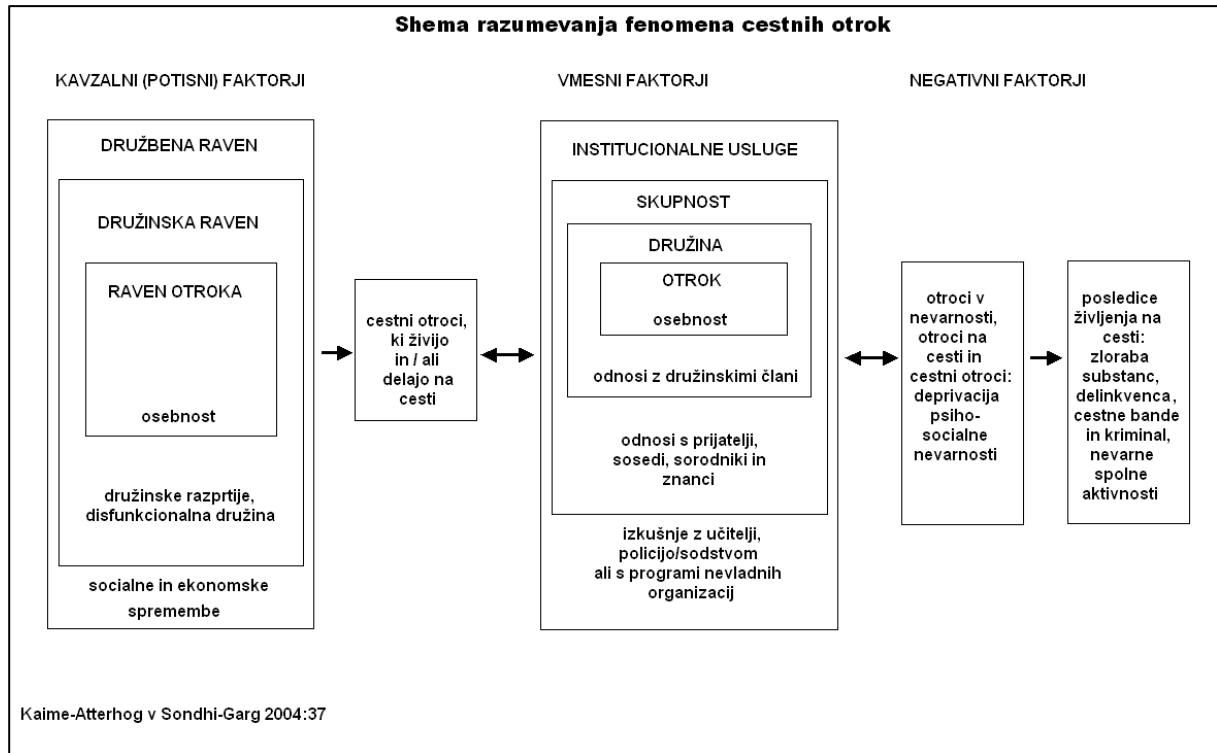 Shema razumevanja fenomena cestnih otrok
KAVZALNI (POTISNI) FAKTORJI
VMESNI FAKTORJI
NEGATIVNI FAKTORJI
DRUŽBENA RAVEN
DRUŽINSKA RAVEN
RAVEN OTROKA
osebnost
družinske razprtije,
disfunkcionalna družina
socialne in ekonomske
spremembe
cestni otroci,
ki živijo
in / ali
delajo na
cesti
INSTITUCIONALNE USLUGE
SKUPNOST
DRUŽINA
OTROK
osebnost
odnosi z družinskimi člani
odnosi s prijatelji,
sosedi, sorodniki in
znanci
izkušnje z učitelji,
policijo/sodstvom
ali s programi nevladnih
organizacij
otroci v
nevarnosti,
otroci na
cesti in
cestni otroci:
deprivacija
psiho-
socialne
nevarnosti
posledice
življenja na
cesti:
zloraba
substanc,
delinkvenca,
cestne bande
in kriminal,
nevarne
spolne
aktivnosti
Kaime-Atterhog v Sondhi-Garg 2004:37